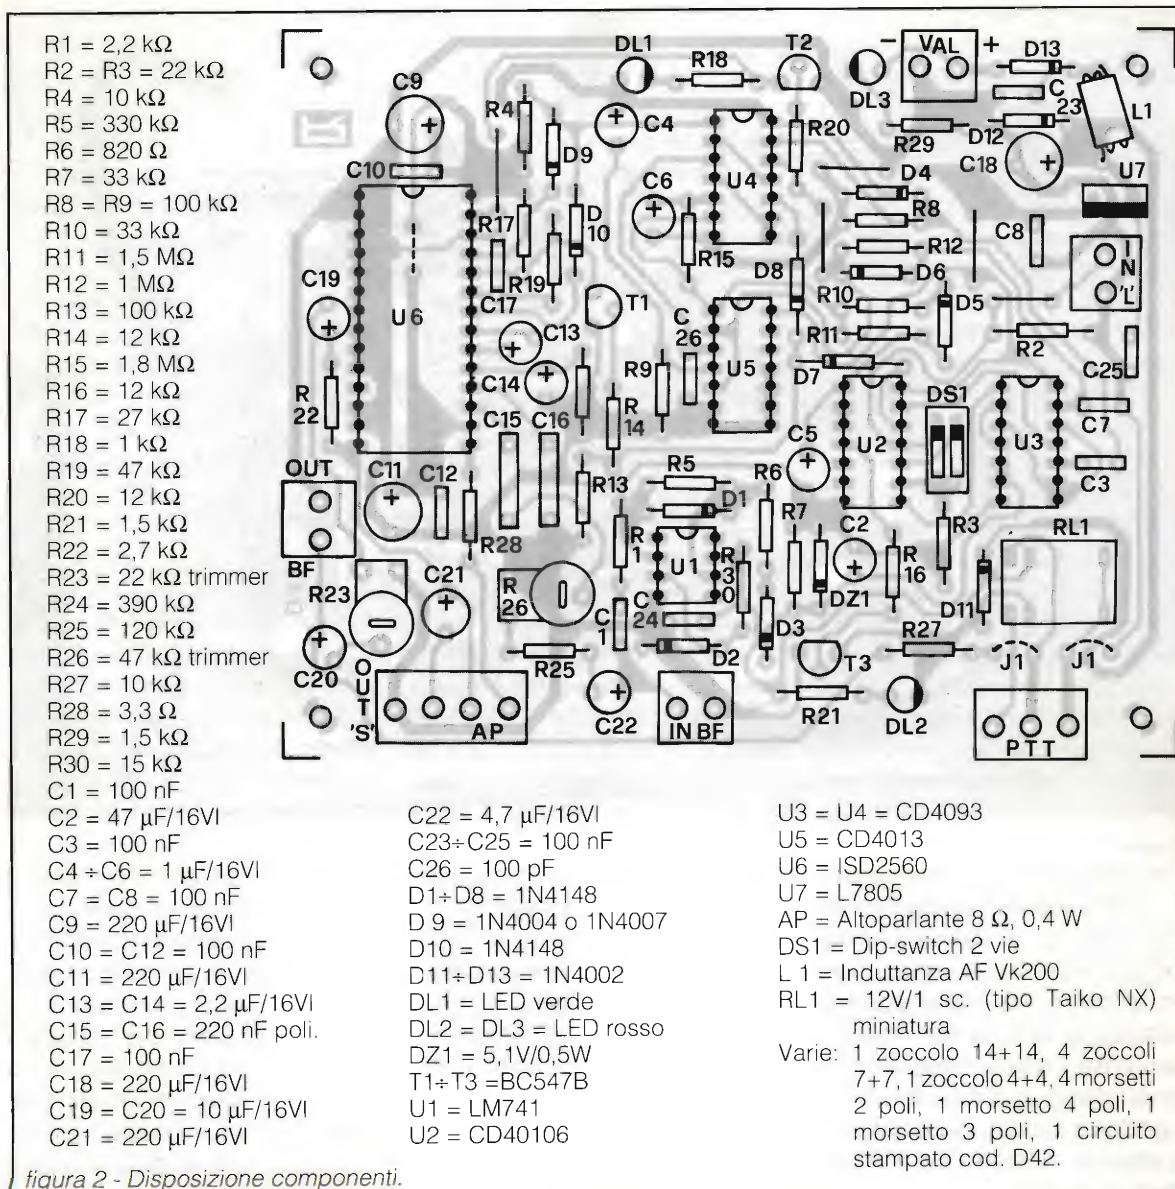 R1 = 2,2 kΩ
R2 = R3 = 22 kΩ
R4 = 10 kΩ
R5 = 330 kΩ
R6 = 820 Ω
R7 = 33 kΩ
R8 = R9 = 100 kΩ
R10 = 33 kΩ
R11 = 1,5 MΩ
R12 = 1 MΩ
R13 = 100 kΩ
R14 = 12 kΩ
R15 = 1,8 MΩ
R16 = 12 kΩ
R17 = 27 kΩ
R18 = 1 kΩ
R19 = 47 kΩ
R20 = 12 kΩ
R21 = 1,5 kΩ
R22 = 2,7 kΩ
R23 = 22 kΩ trimmer
R24 = 390 kΩ
R25 = 120 kΩ
R26 = 47 kΩ trimmer
R27 = 10 kΩ
R28 = 3,3 Ω
R29 = 1,5 kΩ
R30 = 15 kΩ
C1 = 100 nF
C2 = 47 µF/16Vl
C3 = 100 nF
C4÷C6 = 1 µF/16Vl
C7 = C8 = 100 nF
C9 = 220 µF/16Vl
C10 = C12 = 100 nF
C11 = 220 µF/16Vl
C13 = C14 = 2,2 µF/16Vl
C15 = C16 = 220 nF poli.
C17 = 100 nF
C18 = 220 µF/16Vl
C19 = C20 = 10 µF/16Vl
C21 = 220 µF/16Vl
C22 = 4,7 µF/16Vl
C23÷C25 = 100 nF
C26 = 100 pF
D1÷D8 = 1N4148
D 9 = 1N4004 o 1N4007
D10 = 1N4148
D11÷D13 = 1N4002
DL1 = LED verde
DL2 = DL3 = LED rosso
DZ1 = 5,1V/0,5W
T1÷T3 =BC547B
U1 = LM741
U2 = CD40106
U3 = U4 = CD4093
U5 = CD4013
U6 = ISD2560
U7 = L7805
AP = Altoparlante 8 Ω, 0,4 W
DS1 = Dip-switch 2 vie
L 1 = Induttanza AF Vk200
RL1 = 12V/1 sc. (tipo Taiko NX)
miniatura
Varie: 1 zoccolo 14+14, 4 zoccoli
7+7, 1 zoccolo 4+4, 4 morsetti
2 poli, 1 morsetto 4 poli, 1
morsetto 3 poli, 1 circuito
stampato cod. D42.
DL1 R18 T2 - VAL + D13
C9 DL3 C 23 L1
R4 D9 C4 R20 R29 D12
C10 U4 C18 U7
C6 D4
R17 D 10 R15 R8 C8
R12 IN
C19 R19 D8 D6 'L'
U6 C17 T1 R10 D5
C13 C 26 R11 R2
C14 R9 U5 D7 C25
R 22 C15 C16 R 14 DS1
U2 U3 C7
OUT C5
C11 C12 R13 R5 R6 C3
D1 R7 C2 R3 RL1
BF R28 R 1 U1 R 3 0 R 16
R23 C21 R 26 C 24 DZ1 D11
C 1 D3
C20 OUT 'S' R25 D2 T3 R27 J1 J1
AP C22 IN BF R21 DL2 PTT
figura 2 - Disposizione componenti.